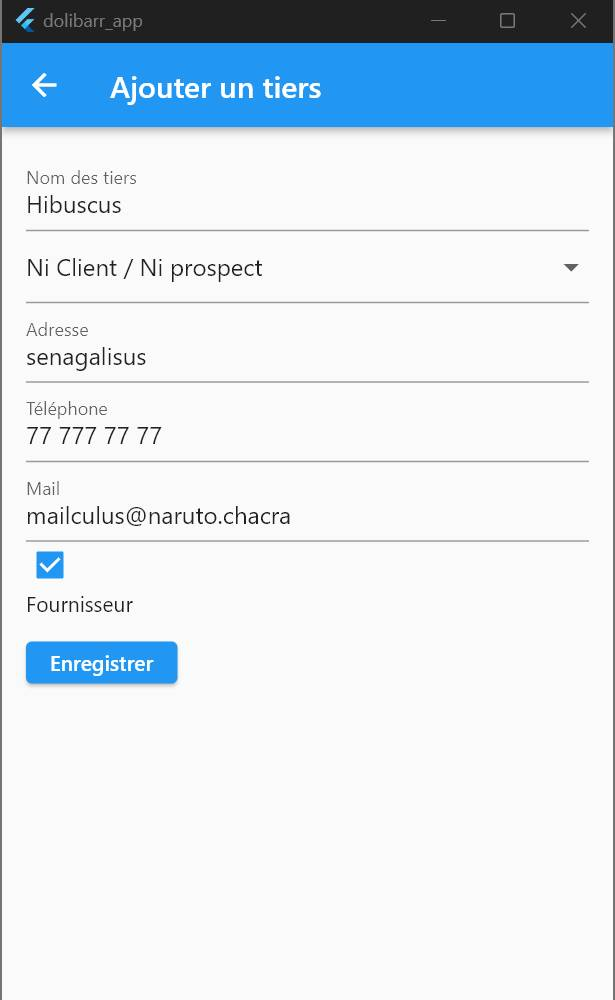 dolibarr_app
Ajouter un tiers
Nom des tiers
Hibuscus
Ni Client / Ni prospect
Adresse
senagalisus
Téléphone
77 777 77 77
Mail
mailculus@naruto.chacra
Fournisseur
Enregistrer